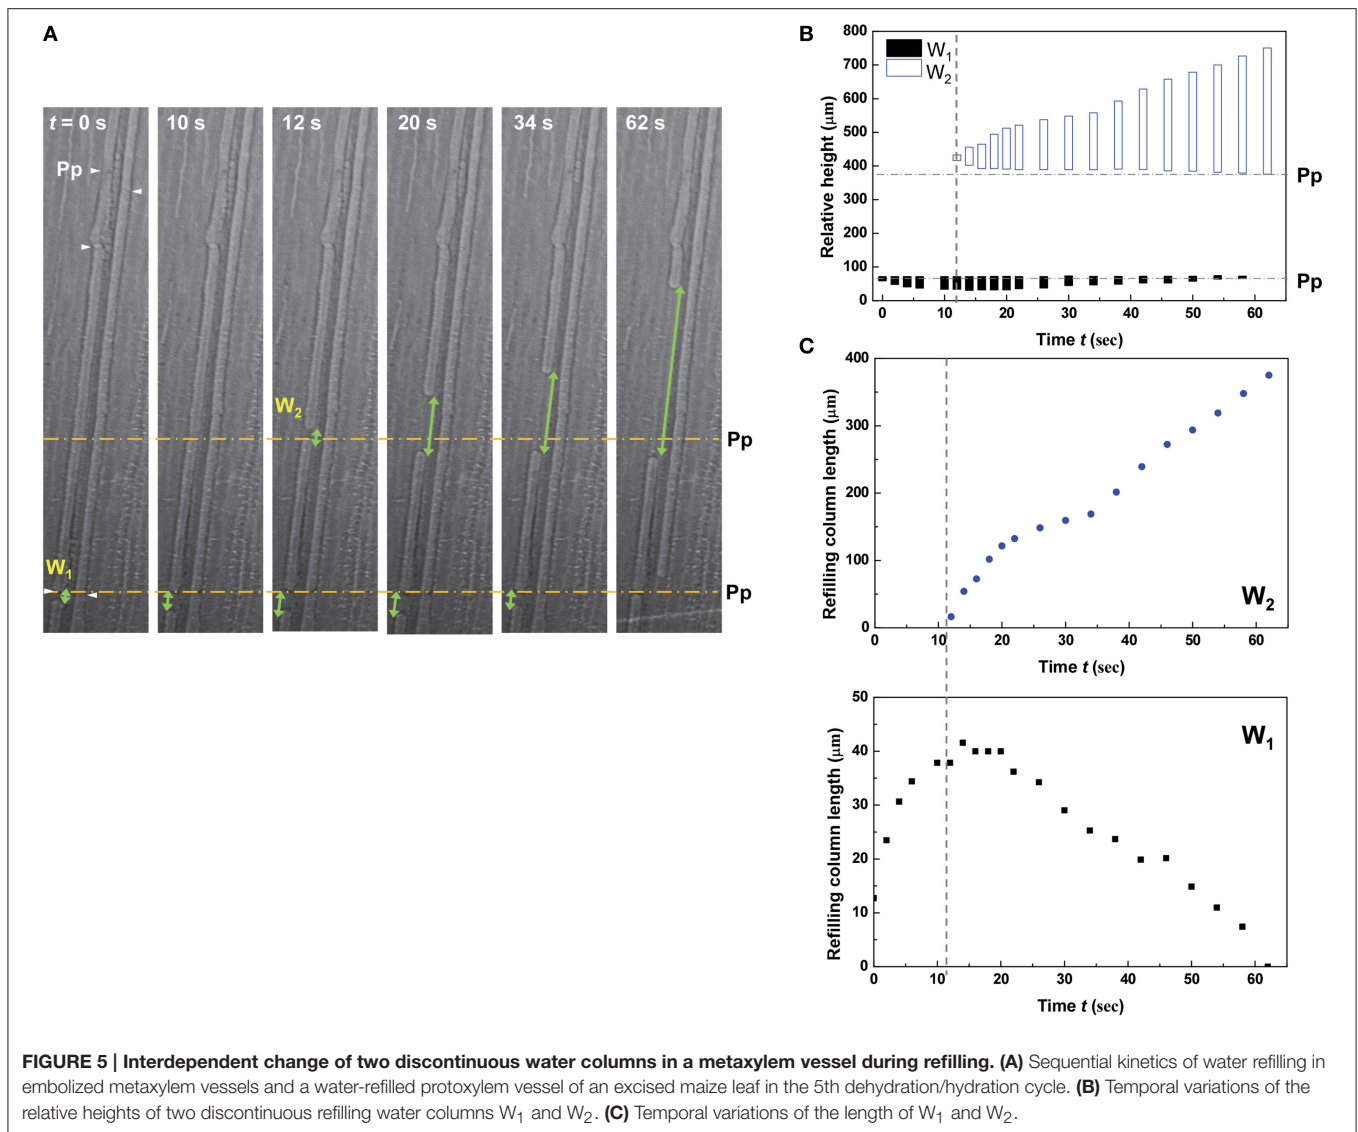 A
t = 0 s
10 s
12 s
20 s
34 s
62 s
Pp
W2
Pp
W1
Pp
B
W1
W2
Relative height (μm)
800
700
600
500
400
300
200
100
0
Pp
Pp
0 10 20 30 40 50 60
Time t (sec)
C
Refilling column length (μm)
400
300
200
100
0
W2
0 10 20 30 40 50 60
Time t (sec)
Refilling column length (μm)
50
40
30
20
10
0
W1
0 10 20 30 40 50 60
Time t (sec)
FIGURE 5 | Interdependent change of two discontinuous water columns in a metaxylem vessel during refilling. (A) Sequential kinetics of water refilling in
embolized metaxylem vessels and a water-refilled protoxylem vessel of an excised maize leaf in the 5th dehydration/hydration cycle. (B) Temporal variations of the
relative heights of two discontinuous refilling water columns W1 and W2. (C) Temporal variations of the length of W1 and W2.